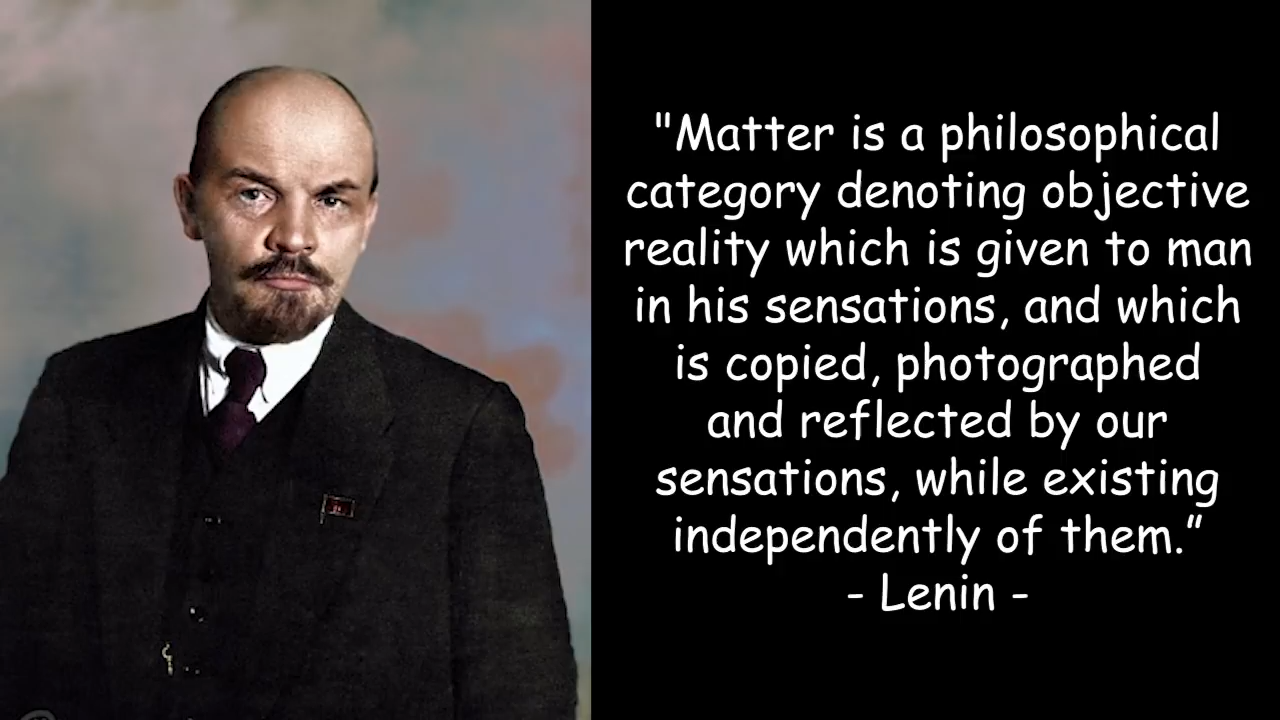 "Matter is a philosophical
category denoting objective
reality which is given to man
in his sensations, and which
is copied, photographed
and reflected by our
sensations, while existing
independently of them.”
- Lenin -